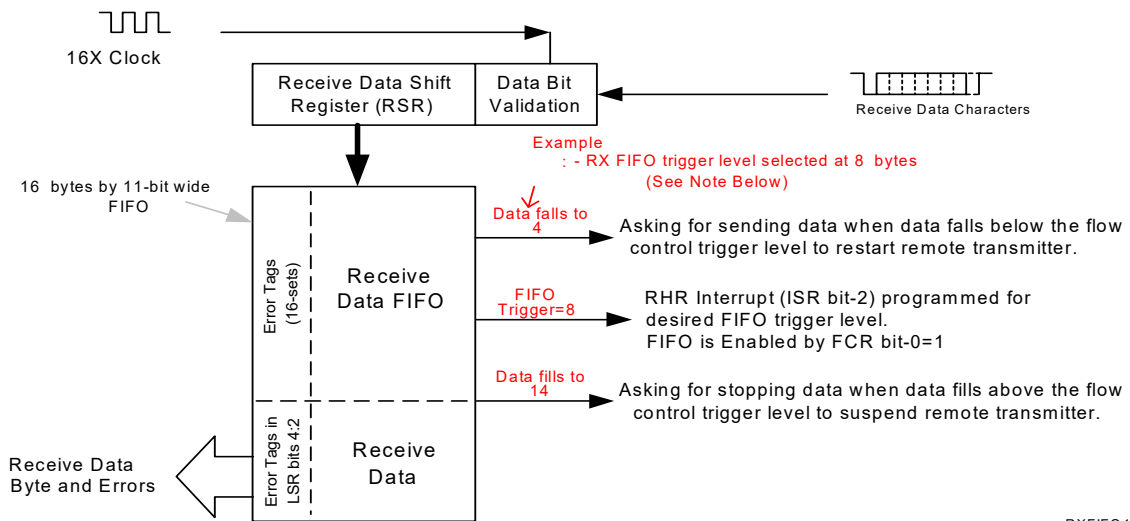 16X Clock
Receive Data Shift
Register (RSR)
Data Bit
Validation
Receive Data Characters
Example
: - RX FIFO trigger level selected at 8 bytes
(See Note Below)
16 bytes by 11-bit wide
FIFO
Error Tags
(16-sets)
Receive
Data FIFO
Data falls to
4
Asking for sending data when data falls below the flow
control trigger level to restart remote transmitter.
FIFO
Trigger=8
RHR Interrupt (ISR bit-2) programmed for
desired FIFO trigger level.
FIFO is Enabled by FCR bit-0=1
Data fills to
14
Asking for stopping data when data fills above the flow
control trigger level to suspend remote transmitter.
Error Tags in
LSR bits 4:2
Receive
Data
Receive Data
Byte and Errors